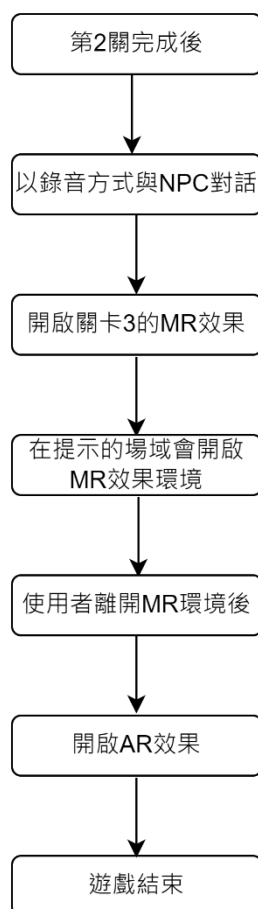 第2關完成後
以錄音方式與NPC對話
開啟關卡3的MR效果
在提示的場域會開啟
MR效果環境
使用者離開MR環境後
開啟AR效果
遊戲結束